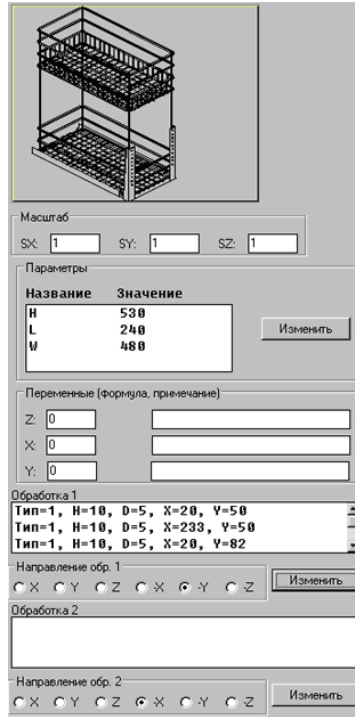 Масштаб
SX: 1 SY: 1 SZ: 1
Параметры
Название Значение
H 530
L 240
W 480
Изменить
Переменные (формула, примечание)
Z: 0
X: 0
Y: 0
Обработка 1
Тип=1, H=10, D=5, X=20, Y=50
Тип=1, H=10, D=5, X=233, Y=50
Тип=1, H=10, D=5, X=20, Y=82
Направление обр. 1
X Y Z -X -Y -Z Изменить
Обработка 2
Направление обр. 2
X Y Z -X -Y -Z Изменить